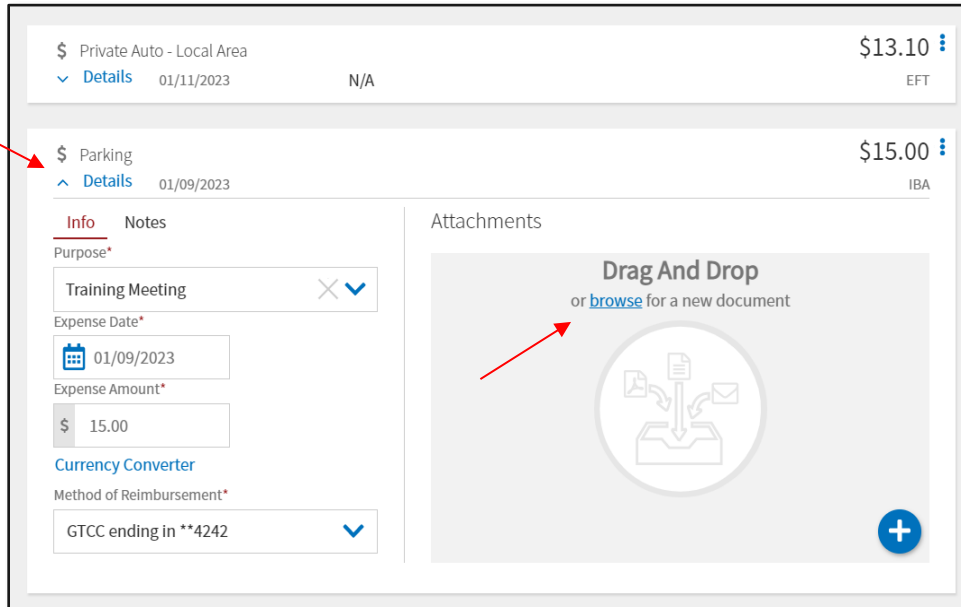 $ Private Auto - Local Area
$13.10
Details 01/11/2023 N/A
EFT
$ Parking
$15.00
Details 01/09/2023
IBA
Info Notes
Purpose*
Training Meeting
Expense Date*
01/09/2023
Expense Amount*
$ 15.00
Currency Converter
Method of Reimbursement*
GTCC ending in **4242
Attachments
Drag And Drop
or browse for a new document